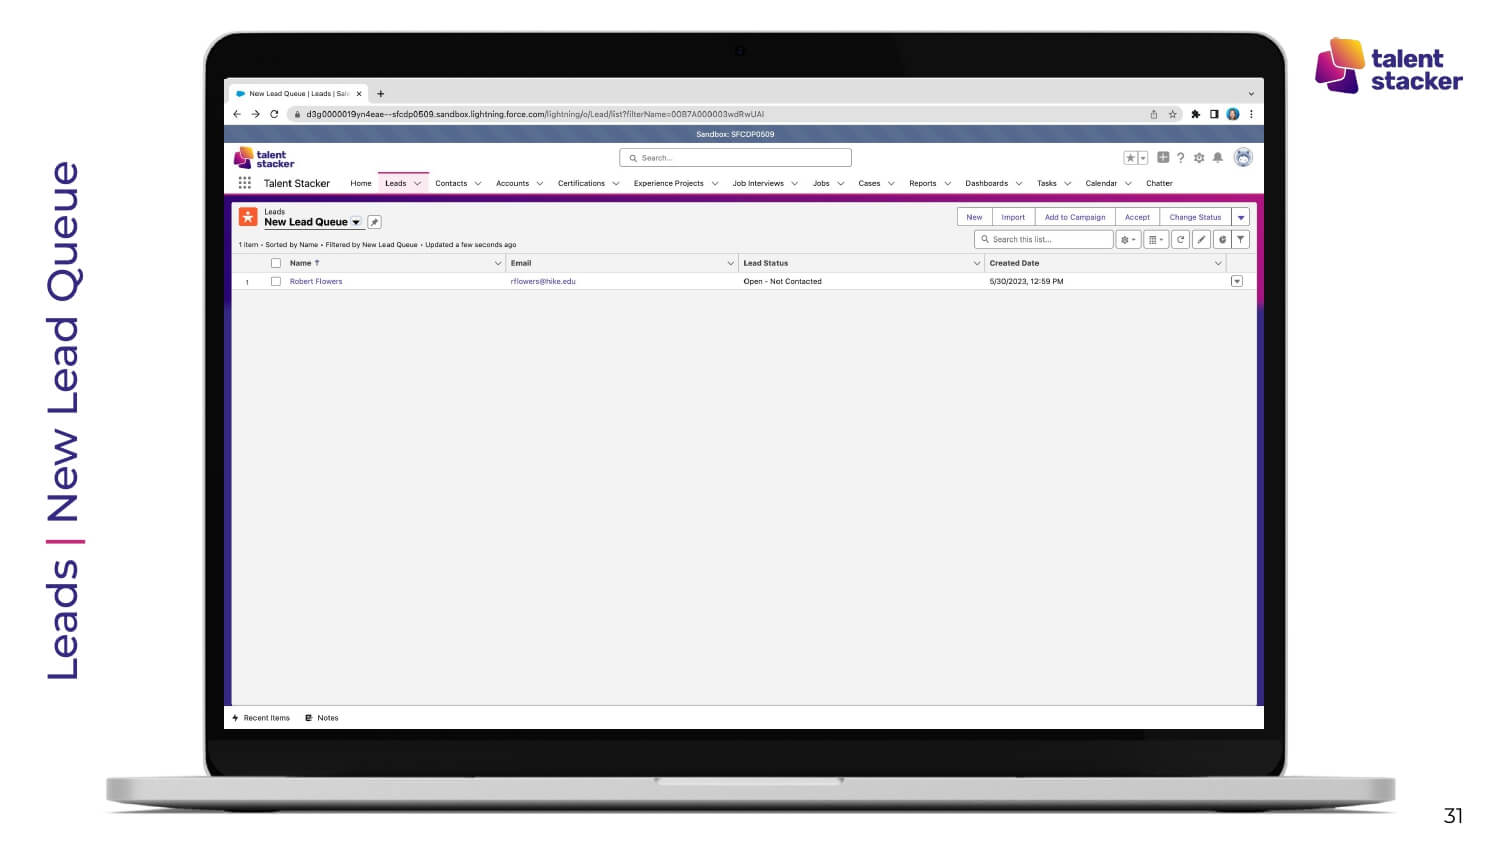 Leads | New Lead Queue
talent
stacker
New Lead Queue | Leads | Sale
d3g0000019yn4eae--sfcdp0509.sandbox.lightning.force.com/lightning/o/Lead/list?filterName=00B7A000003wdRwUAI
Sandbox: SFCDP0509
talent
stacker
Search...
Talent Stacker Home Leads Contacts Accounts Certifications Experience Projects Job Interviews Jobs Cases Reports Dashboards Tasks Calendar Chatter
Leads
New Lead Queue
New Import Add to Campaign Accept Change Status
1 item • Sorted by Name • Filtered by New Lead Queue • Updated a few seconds ago
Search this list...
Name ↑ Email Lead Status Created Date
1 Robert Flowers rflowers@hike.edu Open - Not Contacted 5/30/2023, 12:59 PM
Recent Items Notes
31